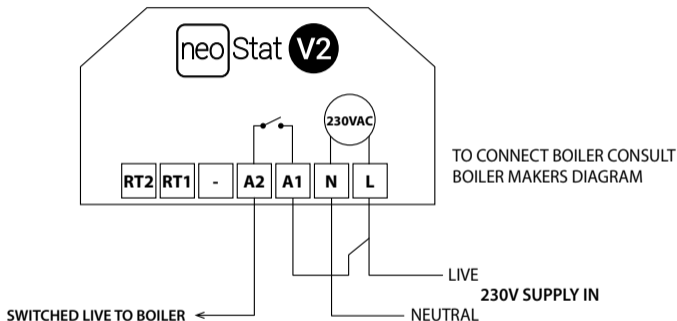 neo Stat V2
230VAC
RT2 RT1 - A2 A1 N L
TO CONNECT BOILER CONSULT
BOILER MAKERS DIAGRAM
LIVE
230V SUPPLY IN
SWITCHED LIVE TO BOILER
NEUTRAL